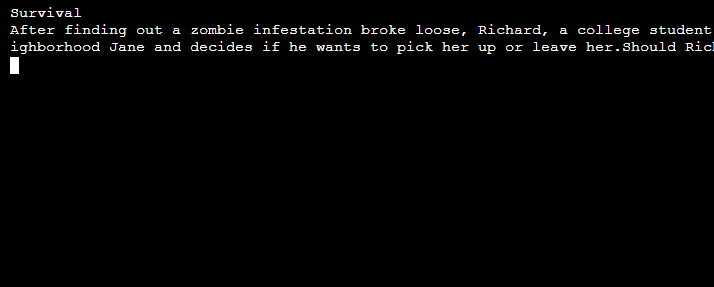 Survival
After finding out a zombie infestation broke loose, Richard, a college student
ighborhood Jane and decides if he wants to pick her up or leave her.Should Rich